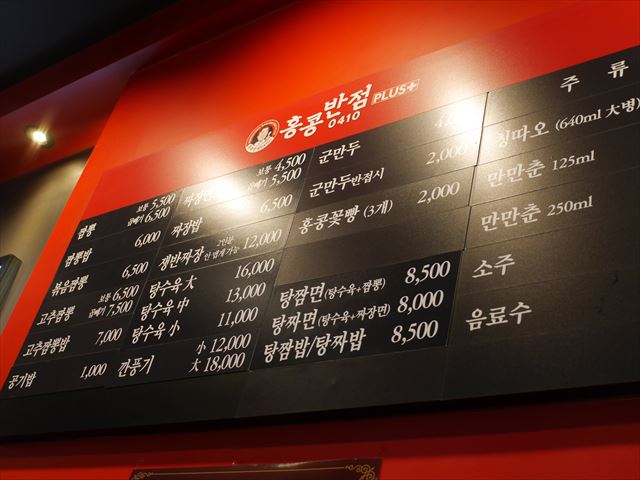 홍콩반점 PLUS+
0410
짬뽕 보통 5,500
곱빼기 6,500
짬뽕밥 6,000
볶음짬뽕 6,500
고추짬뽕 보통 6,500
곱빼기 7,500
고추짬뽕밥 7,000
공기밥 1,000
짜장면 보통 4,500
곱빼기 5,500
짜장밥 6,500
쟁반짜장 12,000
탕수육 大 16,000
탕수육 中 13,000
탕수육 小 11,000
깐풍기 小 12,000
大 18,000
군만두
군만두반접시 2,000
홍콩꽃빵 (3개) 2,000
탕짬면 (탕수육+짬뽕) 8,500
탕짜면 (탕수육+짜장면) 8,000
탕짬밥/탕짜밥 8,500
주 류
칭따오 (640ml 大병)
만만춘 125ml
만만춘 250ml
소주
음료수